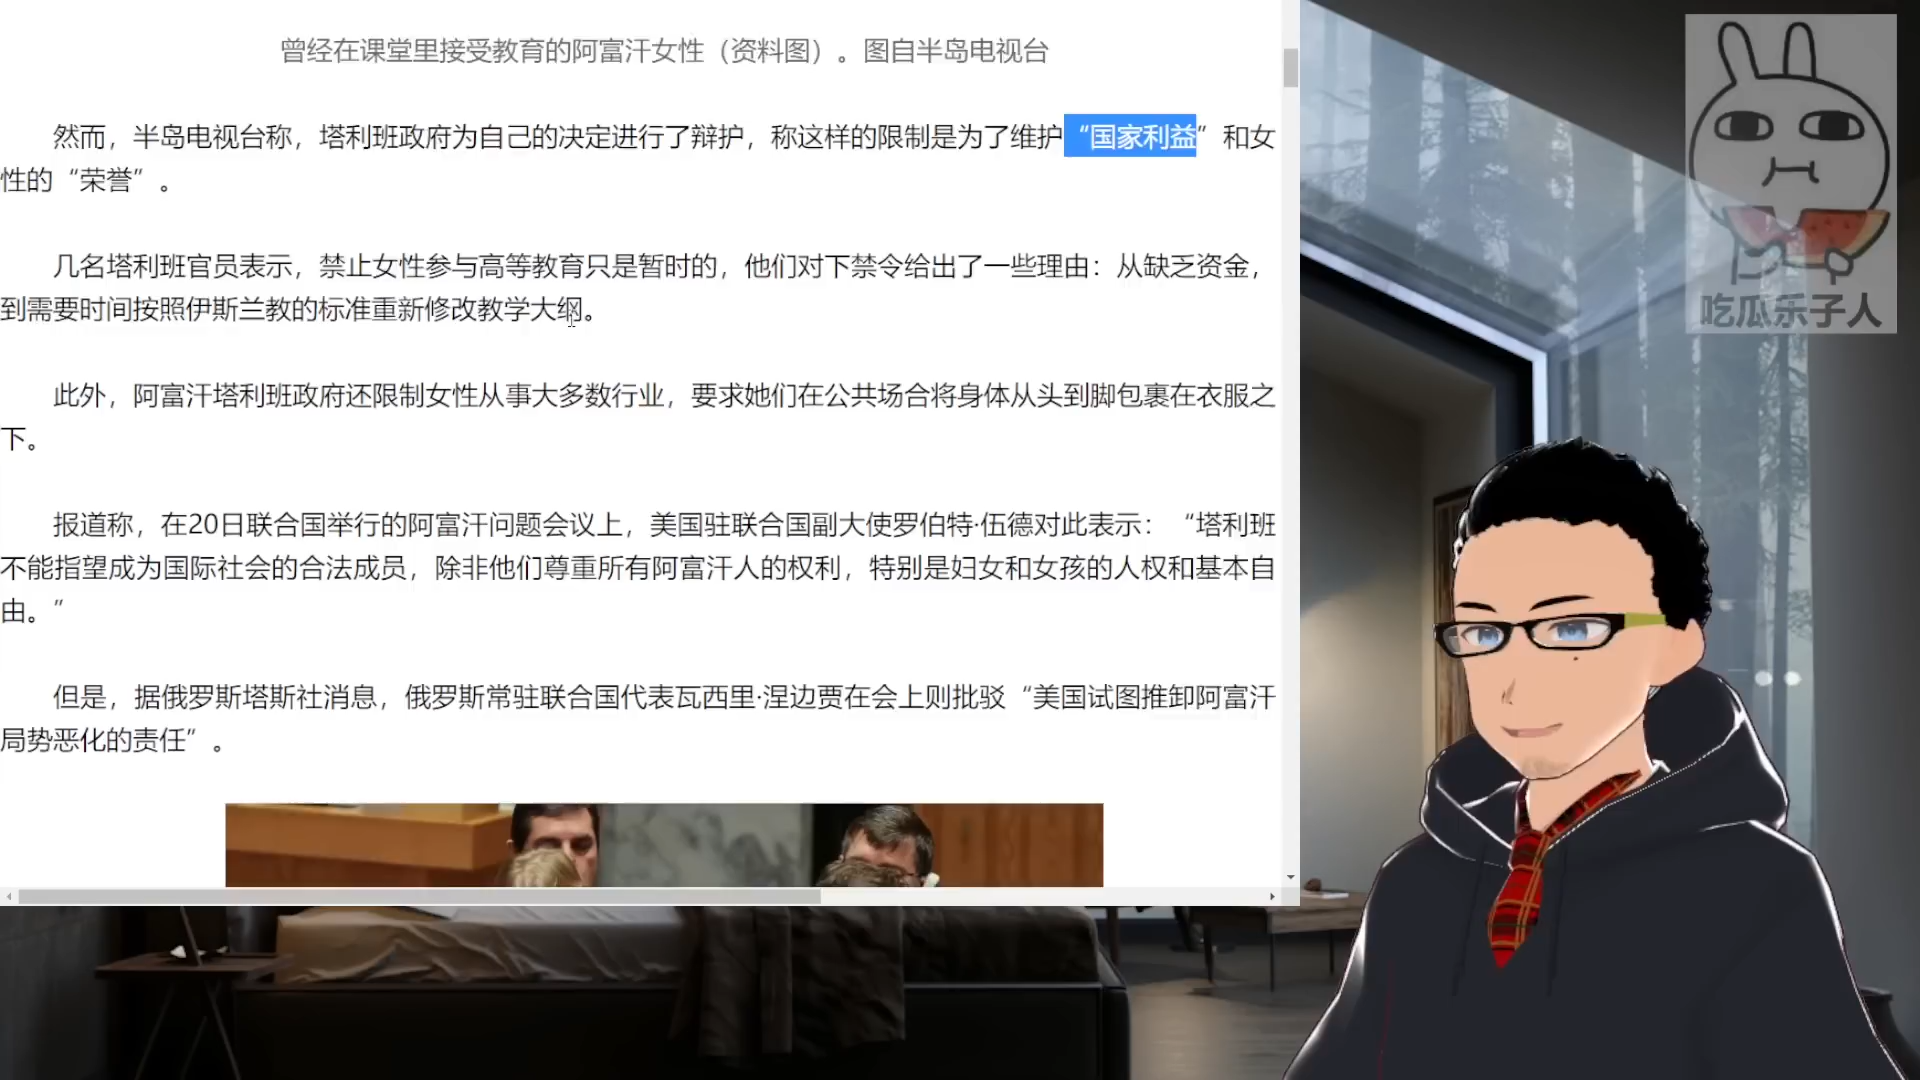 曾经在课堂里接受教育的阿富汗女性（资料图）。图自半岛电视台
然而，半岛电视台称，塔利班政府为自己的决定进行了辩护，称这样的限制是为了维护“国家利益”和女
性的“荣誉”。
几名塔利班官员表示，禁止女性参与高等教育只是暂时的，他们对下禁令给出了一些理由：从缺乏资金，
到需要时间按照伊斯兰教的标准重新修改教学大纲。
此外，阿富汗塔利班政府还限制女性从事大多数行业，要求她们在公共场合将身体从头到脚包裹在衣服之
下。
报道称，在20日联合国举行的阿富汗问题会议上，美国驻联合国副大使罗伯特·伍德对此表示：“塔利班
不能指望成为国际社会的合法成员，除非他们尊重所有阿富汗人的权利，特别是妇女和女孩的人权和基本自
由。”
但是，据俄罗斯塔斯社消息，俄罗斯常驻联合国代表瓦西里·涅边贾在会上则批驳“美国试图推卸阿富汗
局势恶化的责任”。
吃瓜乐子人